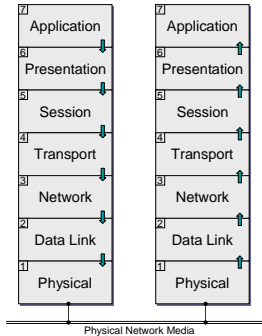 7 Application
6 Presentation
5 Session
4 Transport
3 Network
2 Data Link
1 Physical
7 Application
6 Presentation
5 Session
4 Transport
3 Network
2 Data Link
1 Physical
Physical Network Media